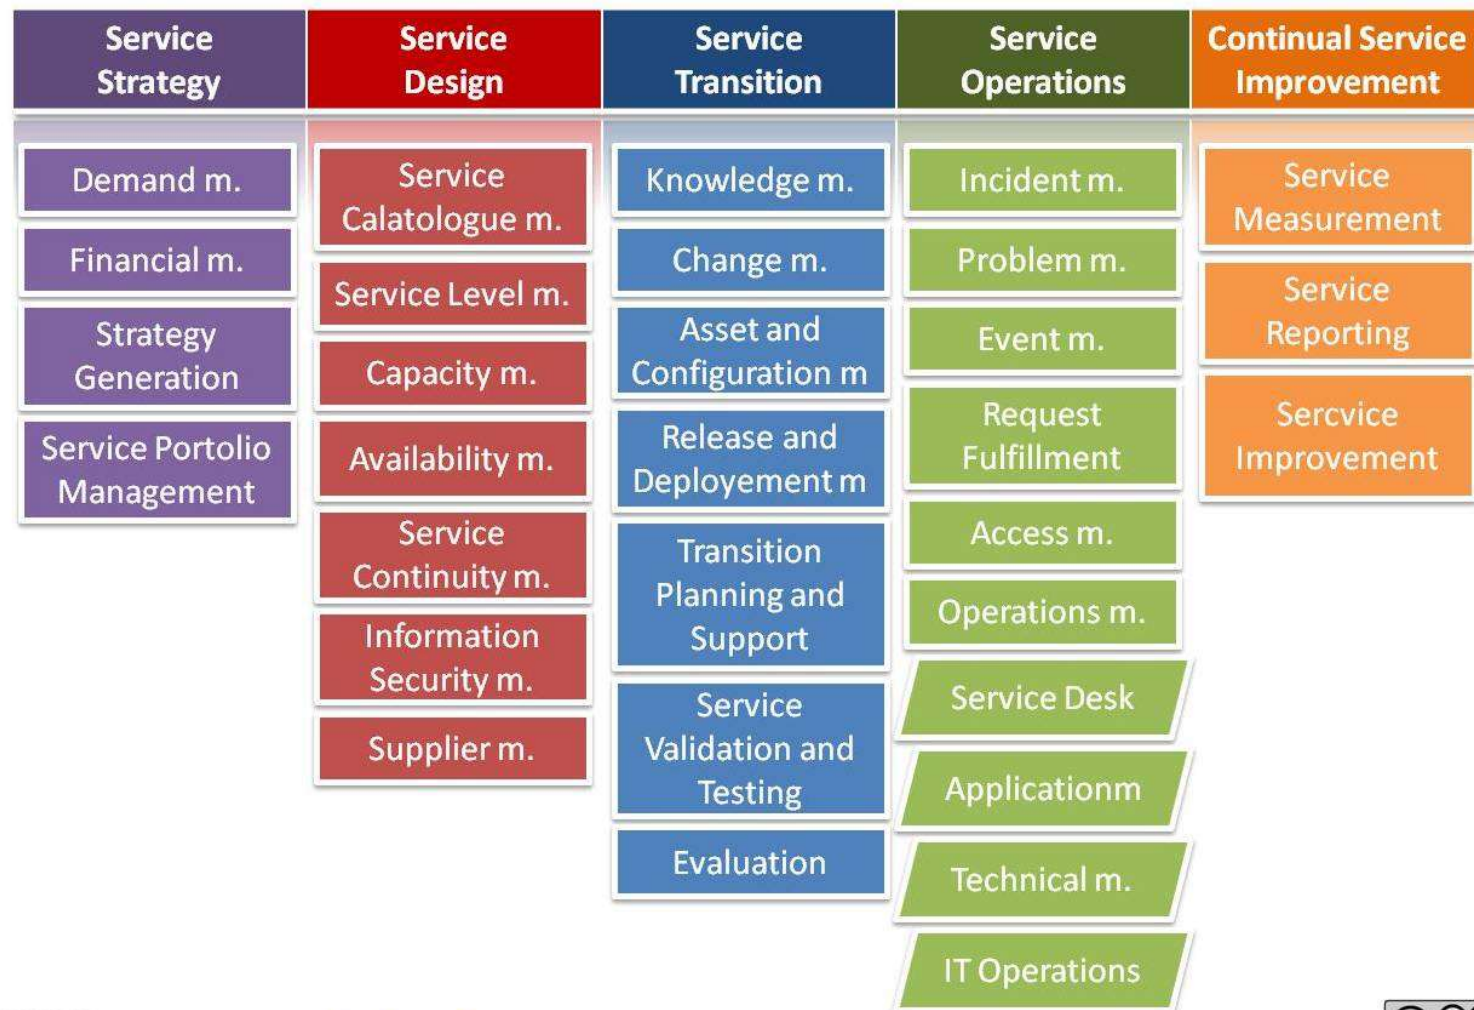 Service
Strategy
Service
Design
Service
Transition
Service
Operations
Continual Service
Improvement
Demand m.
Financial m.
Strategy
Generation
Service Portolio
Management
Service
Calatologue m.
Service Level m.
Capacity m.
Availability m.
Service
Continuity m.
Information
Security m.
Supplier m.
Knowledge m.
Change m.
Asset and
Configuration m
Release and
Deployement m
Transition
Planning and
Support
Service
Validation and
Testing
Evaluation
Incident m.
Problem m.
Event m.
Request
Fulfillment
Access m.
Operations m.
Service Desk
Applicationm
Technical m.
IT Operations
Service
Measurement
Service
Reporting
Sercvice
Improvement